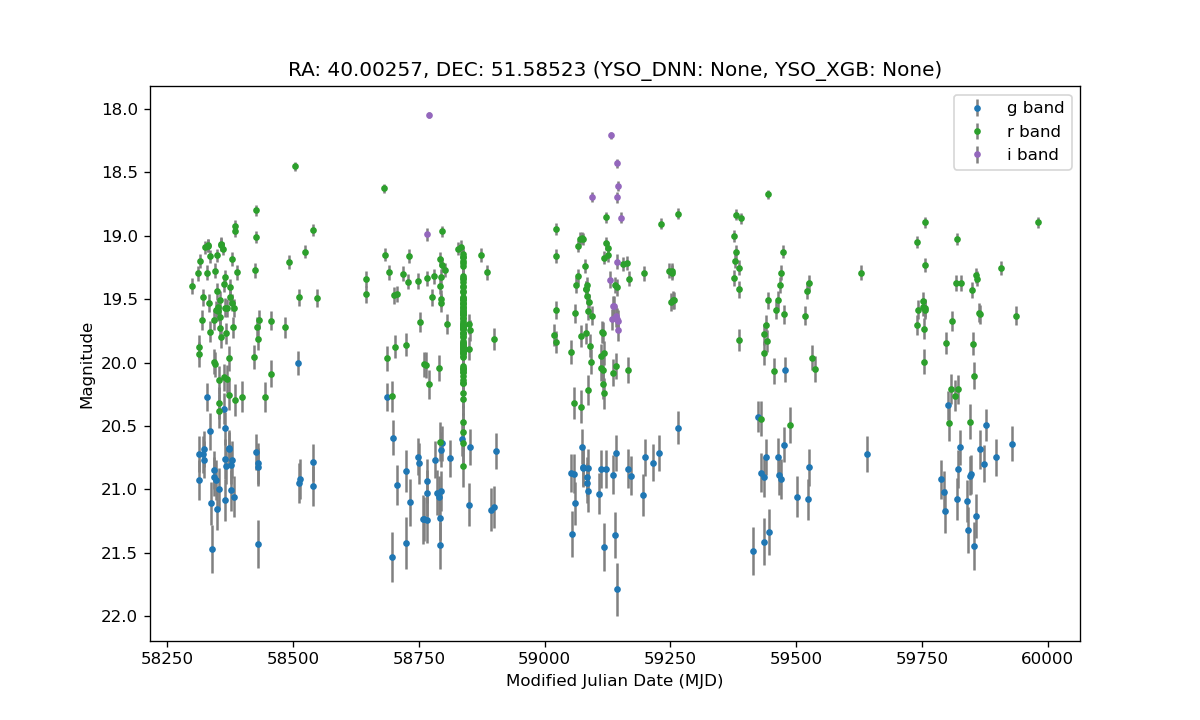 RA: 40.00257, DEC: 51.58523 (YSO_DNN: None, YSO_XGB: None)
g band
r band
i band
18.0
18.5
19.0
19.5
20.0
20.5
21.0
21.5
22.0
Magnitude
58250 58500 58750 59000 59250 59500 59750 60000
Modified Julian Date (MJD)